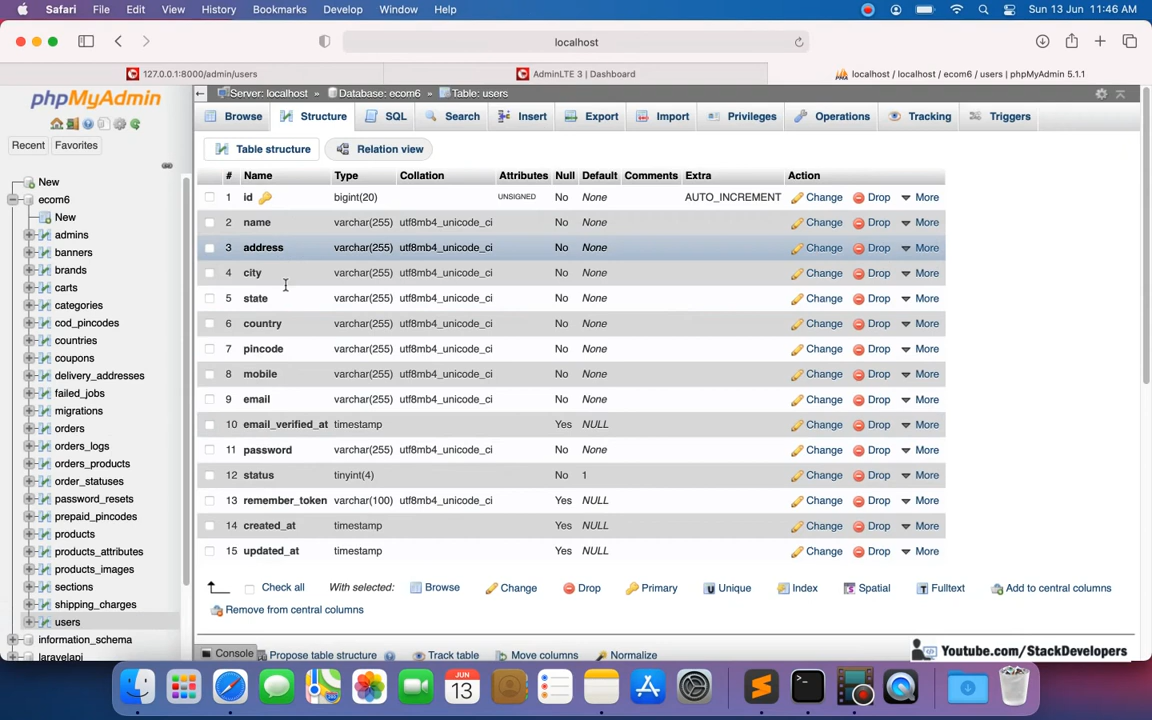 Safari File Edit View History Bookmarks Develop Window Help Sun 13 Jun 11:46 AM
localhost
127.0.0.1:8000/admin/users AdminLTE 3 | Dashboard localhost / localhost / ecom6 / users | phpMyAdmin 5.1.1
phpMyAdmin
Recent Favorites
New
ecom6
New
admins
banners
brands
carts
categories
cod_pincodes
countries
coupons
delivery_addresses
failed_jobs
migrations
orders
orders_logs
orders_products
order_statuses
password_resets
prepaid_pincodes
products
products_attributes
products_images
sections
shipping_charges
users
information_schema
laravelapi
Server: localhost » Database: ecom6 » Table: users
Browse Structure SQL Search Insert Export Import Privileges Operations Tracking Triggers
Table structure Relation view
# Name Type Collation Attributes Null Default Comments Extra Action
1 id bigint(20) UNSIGNED No None AUTO_INCREMENT Change Drop More
2 name varchar(255) utf8mb4_unicode_ci No None Change Drop More
3 address varchar(255) utf8mb4_unicode_ci No None Change Drop More
4 city varchar(255) utf8mb4_unicode_ci No None Change Drop More
5 state varchar(255) utf8mb4_unicode_ci No None Change Drop More
6 country varchar(255) utf8mb4_unicode_ci No None Change Drop More
7 pincode varchar(255) utf8mb4_unicode_ci No None Change Drop More
8 mobile varchar(255) utf8mb4_unicode_ci No None Change Drop More
9 email varchar(255) utf8mb4_unicode_ci No None Change Drop More
10 email_verified_at timestamp Yes NULL Change Drop More
11 password varchar(255) utf8mb4_unicode_ci No None Change Drop More
12 status tinyint(4) No 1 Change Drop More
13 remember_token varchar(100) utf8mb4_unicode_ci Yes NULL Change Drop More
14 created_at timestamp Yes NULL Change Drop More
15 updated_at timestamp Yes NULL Change Drop More
Check all With selected: Browse Change Drop Primary Unique Index Spatial Fulltext Add to central columns
Remove from central columns
Console Propose table structure Track table Move columns Normalize
Youtube.com/StackDevelopers
JUN
13